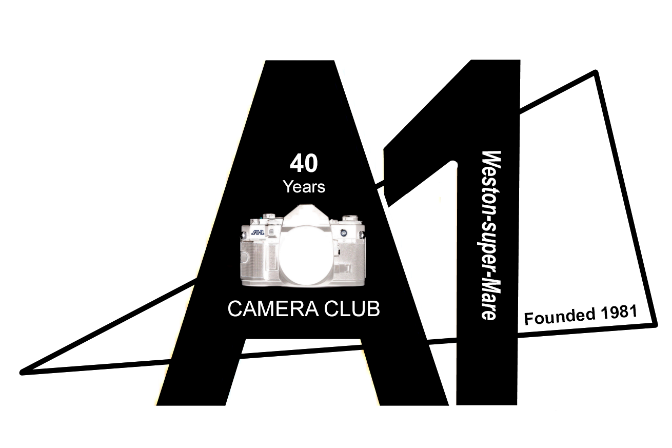 A1
40
Years
CAMERA CLUB
Weston-super-Mare
Founded 1981